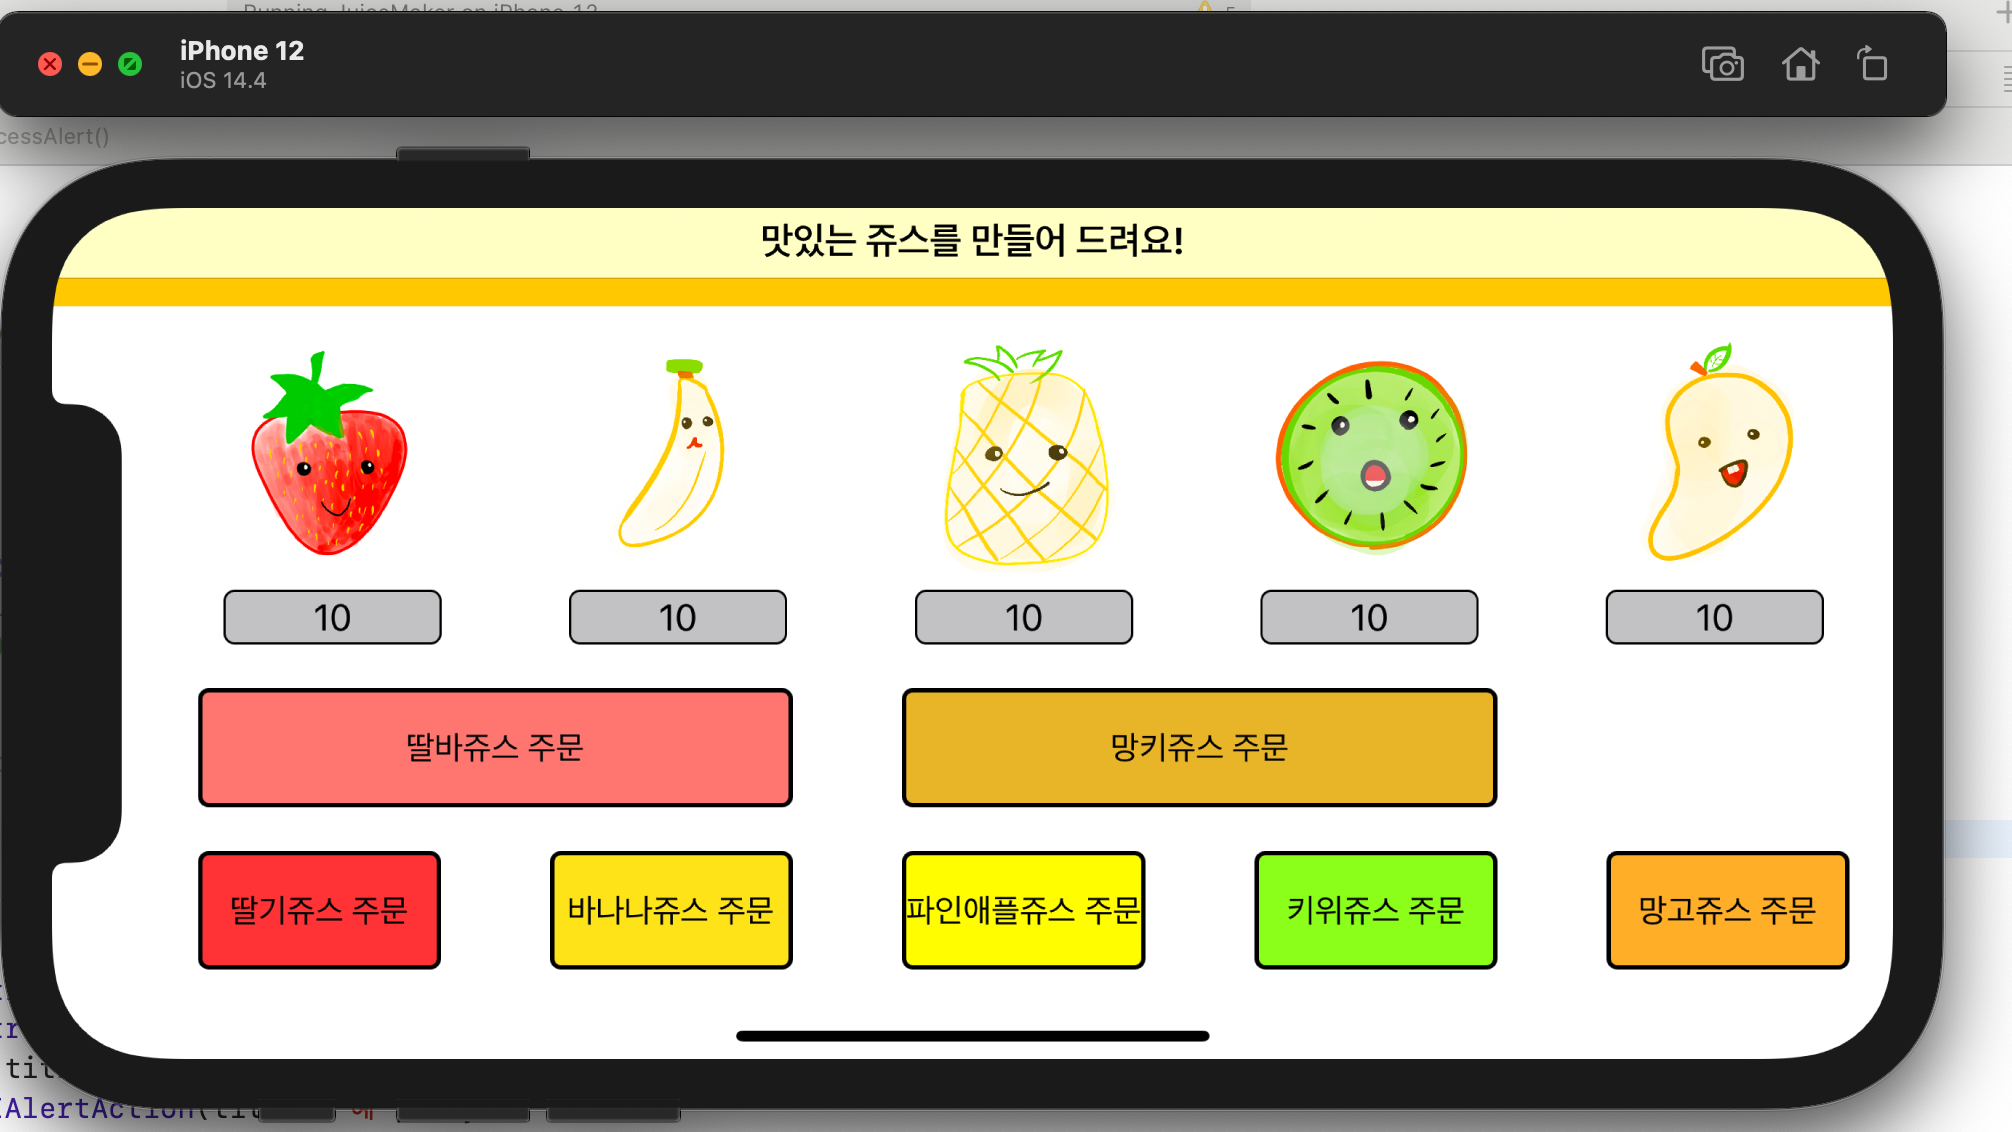 Running JuiceMaker on iPhone 12
5
iPhone 12
iOS 14.4
cessAlert()
맛있는 쥬스를 만들어 드려요!
10
10
10
10
10
딸바쥬스 주문
망키쥬스 주문
딸기쥬스 주문
바나나쥬스 주문
파인애플쥬스 주문
키위쥬스 주문
망고쥬스 주문
AlertAction(